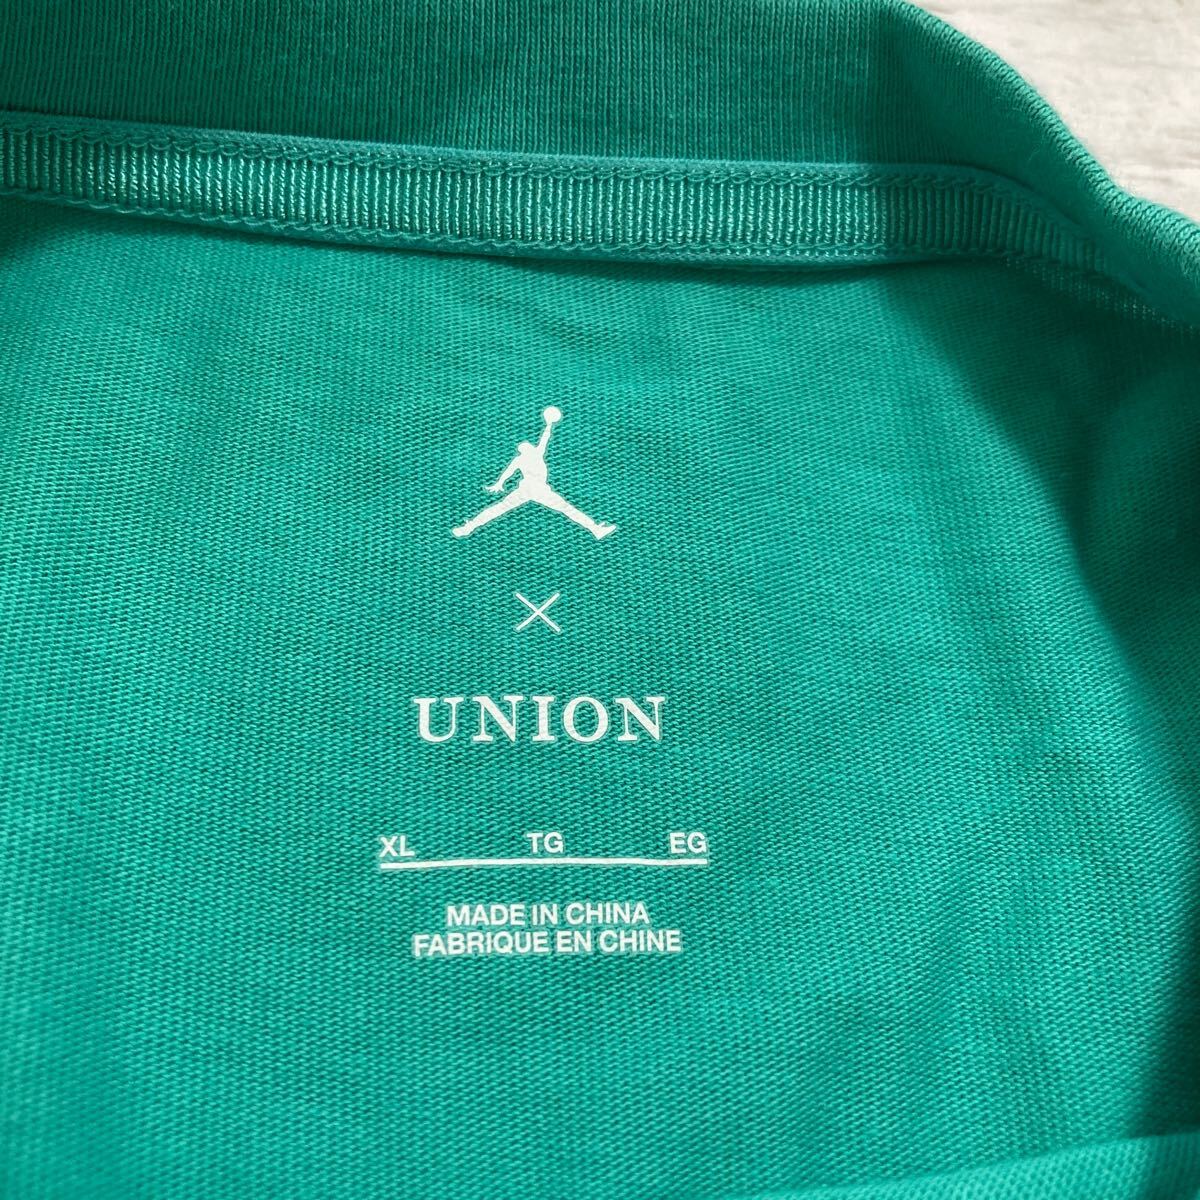 ×
UNION
XL TG EG
MADE IN CHINA
FABRIQUE EN CHINE